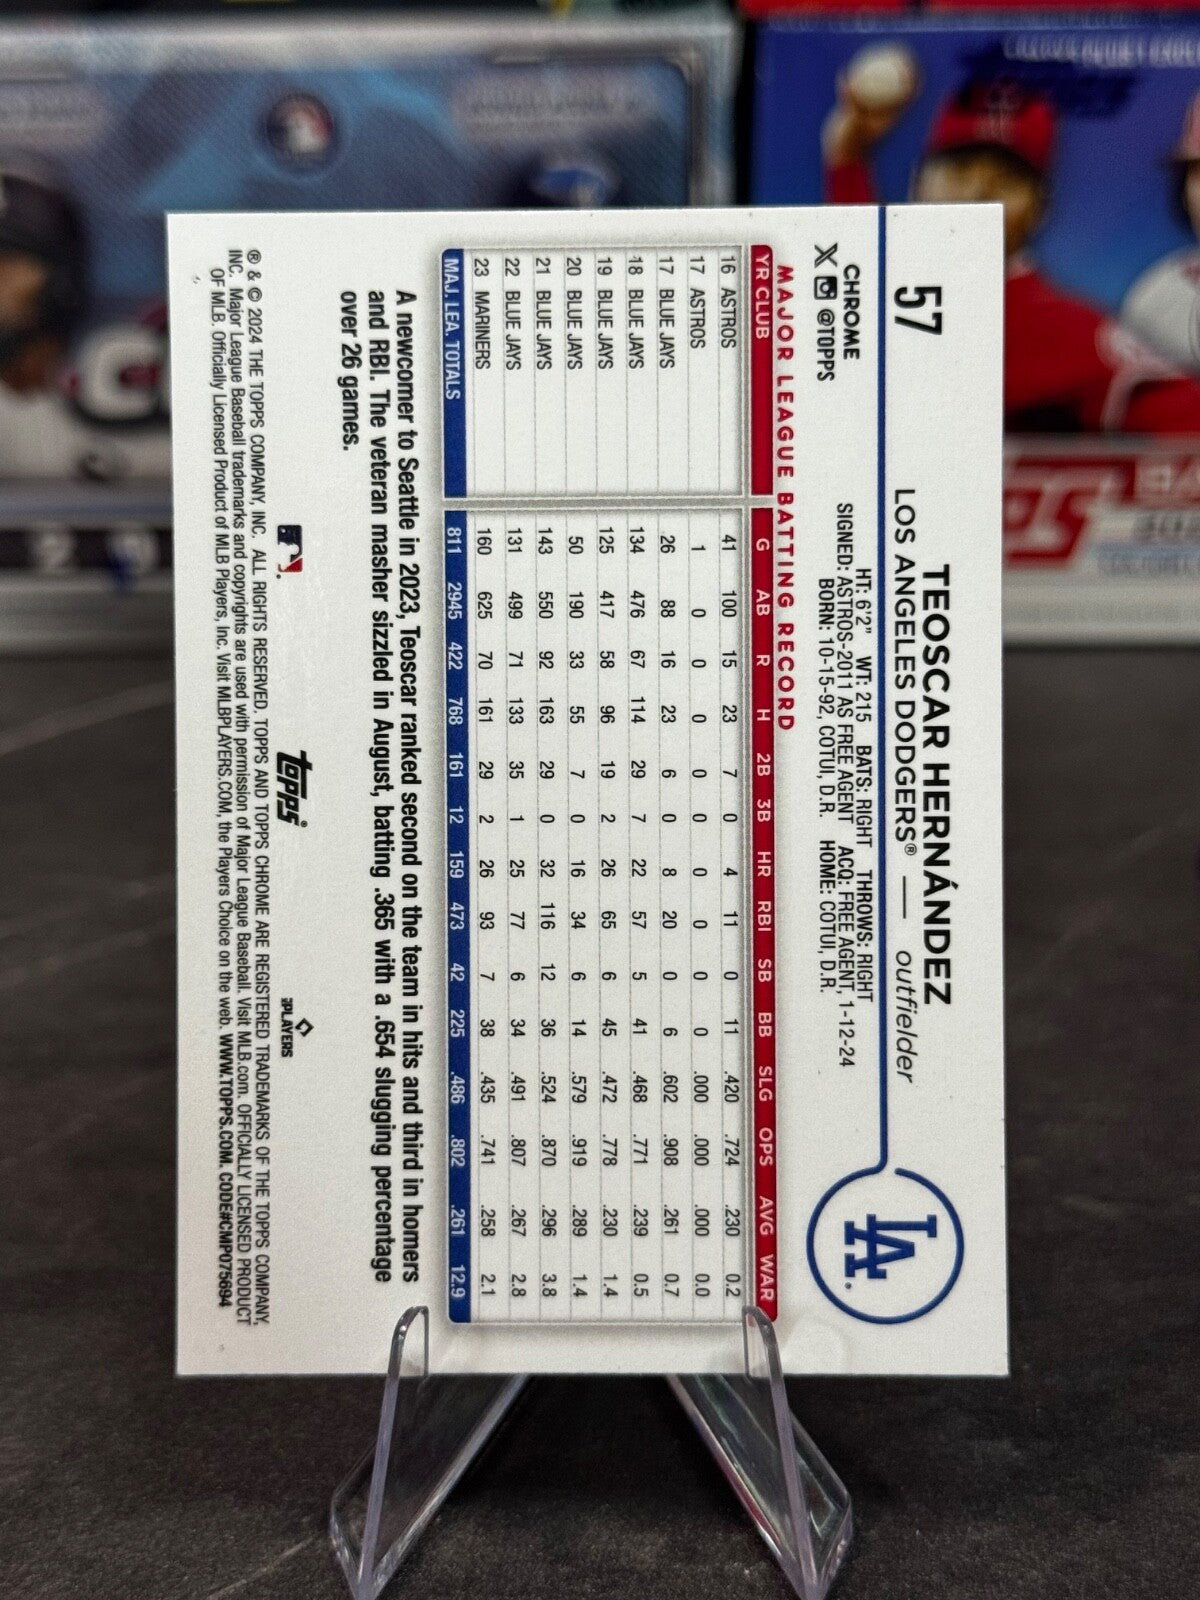 57
TEOSCAR HERNÁNDEZ
LOS ANGELES DODGERS® — outfielder
LA
CHROME
@TOPPS
HT: 6'2" WT: 215 BATS: RIGHT THROWS: RIGHT
SIGNED: ASTROS-2011 AS FREE AGENT ACQ: FREE AGENT, 1-12-24
BORN: 10-15-92, COTUI, D.R. HOME: COTUI, D.R.
MAJOR LEAGUE BATTING RECORD
YR CLUB G AB R H 2B 3B HR RBI SB BB SLG OPS AVG WAR
16 ASTROS 41 100 15 23 7 0 4 11 0 11 .420 .724 .230 0.2
17 ASTROS 1 0 0 0 0 0 0 0 0 0 .000 .000 .000 0.0
17 BLUE JAYS 26 88 16 23 6 0 8 20 0 6 .602 .908 .261 0.7
18 BLUE JAYS 134 476 67 114 29 7 22 57 5 41 .468 .771 .239 0.5
19 BLUE JAYS 125 417 58 96 19 2 26 65 6 45 .472 .778 .230 1.4
20 BLUE JAYS 50 190 33 55 7 0 16 34 6 14 .579 .919 .289 1.4
21 BLUE JAYS 143 550 92 163 29 0 32 116 12 36 .524 .870 .296 3.8
22 BLUE JAYS 131 499 71 133 35 1 25 77 6 34 .491 .807 .267 2.8
23 MARINERS 160 625 70 161 29 2 26 93 7 38 .435 .741 .258 2.1
MAJ. LEA. TOTALS 811 2945 422 768 161 12 159 473 42 225 .486 .802 .261 12.9
A newcomer to Seattle in 2023, Teoscar ranked second on the team in hits and third in homers
and RBI. The veteran masher sizzled in August, batting .365 with a .654 slugging percentage
over 26 games.
topps®
PLAYERS
® & © 2024 THE TOPPS COMPANY, INC. ALL RIGHTS RESERVED. TOPPS AND TOPPS CHROME ARE REGISTERED TRADEMARKS OF THE TOPPS COMPANY,
INC. Major League Baseball trademarks and copyrights are used with permission of Major League Baseball. Visit MLB.com. OFFICIALLY LICENSED PRODUCT
OF MLB. Officially Licensed Product of MLB Players, Inc. Visit MLBPLAYERS.COM, the Players Choice on the web. WWW.TOPPS.COM. CODE#CMP075694